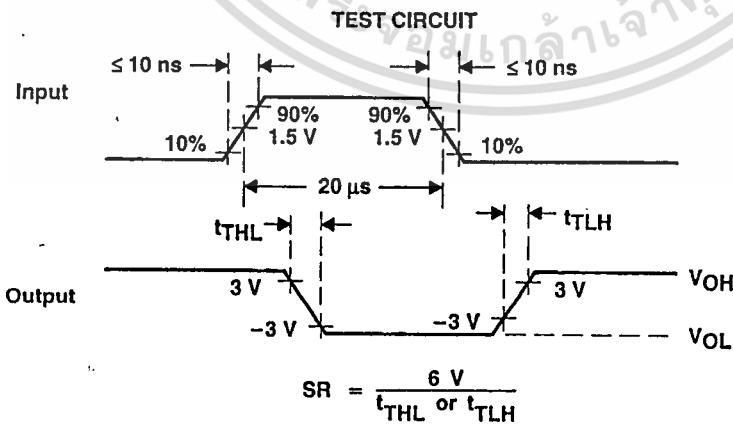 TEST CIRCUIT
≤ 10 ns
≤ 10 ns
Input
90%
90%
1.5 V
1.5 V
10%
10%
20 µs
tTHL
tTLH
Output
3 V
3 V
VOH
−3 V
−3 V
VOL
SR = 6 V
tTHL or tTLH